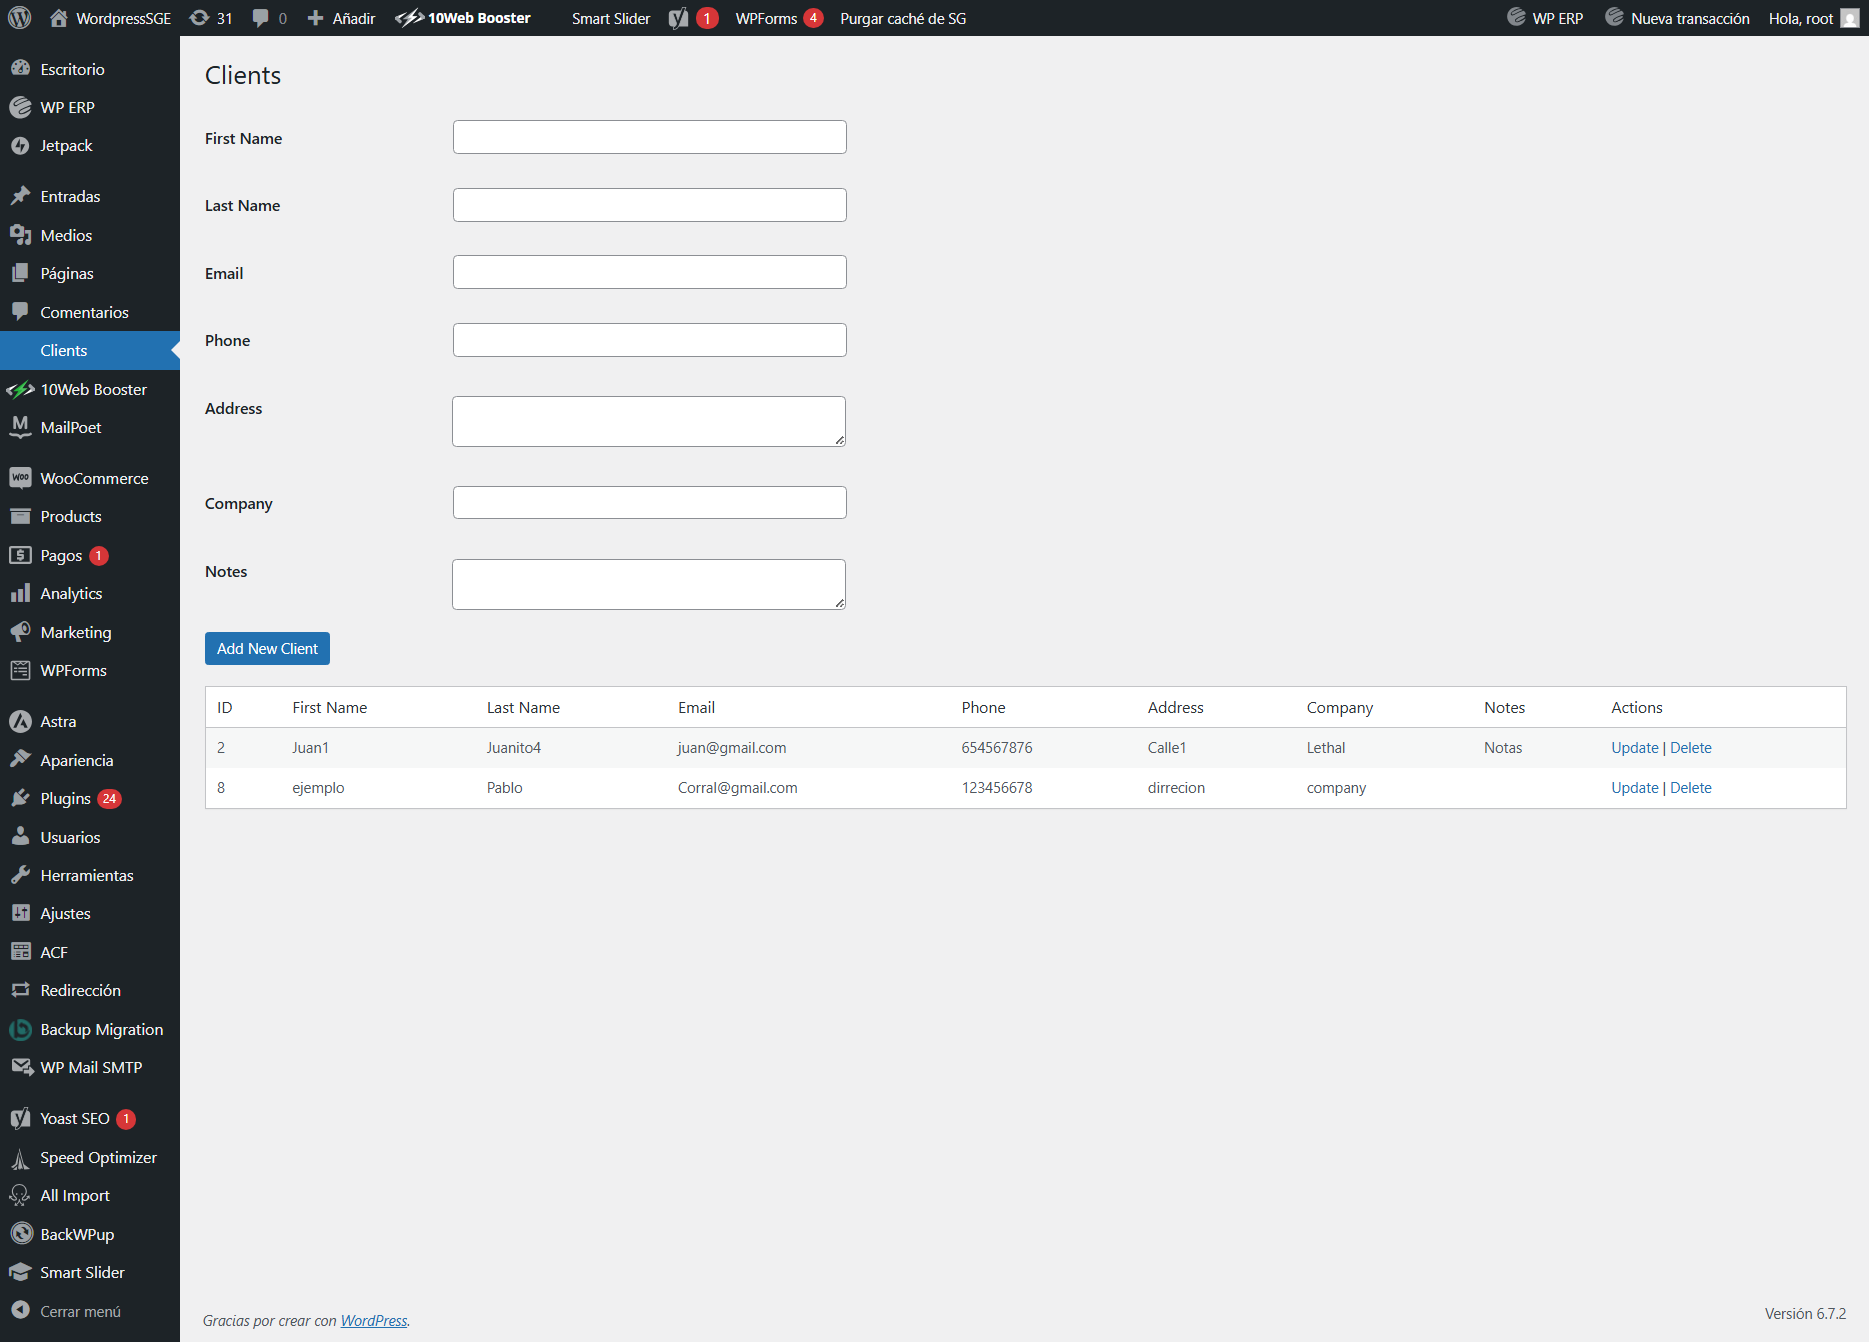 WordpressSGE 31 0 Añadir 10Web Booster Smart Slider 1 WPForms 4 Purgar caché de SG WP ERP Nueva transacción Hola, root
Escritorio
WP ERP
Jetpack
Entradas
Medios
Páginas
Comentarios
Clients
10Web Booster
MailPoet
WooCommerce
Products
Pagos 1
Analytics
Marketing
WPForms
Astra
Apariencia
Plugins 24
Usuarios
Herramientas
Ajustes
ACF
Redirección
Backup Migration
WP Mail SMTP
Yoast SEO 1
Speed Optimizer
All Import
BackWPup
Smart Slider
Cerrar menú
Clients
First Name
Last Name
Email
Phone
Address
Company
Notes
Add New Client
ID First Name Last Name Email Phone Address Company Notes Actions
2 Juan1 Juanito4 juan@gmail.com 654567876 Calle1 Lethal Notas Update | Delete
8 ejemplo Pablo Corral@gmail.com 123456678 dirrecion company Update | Delete
Gracias por crear con WordPress.
Versión 6.7.2